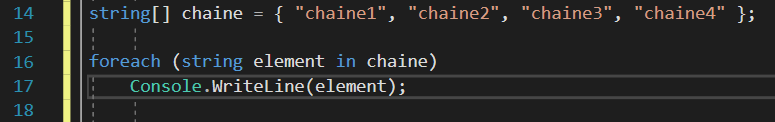 14 string[] chaine = { "chaine1", "chaine2", "chaine3", "chaine4" };
15
16 foreach (string element in chaine)
17 Console.WriteLine(element);
18